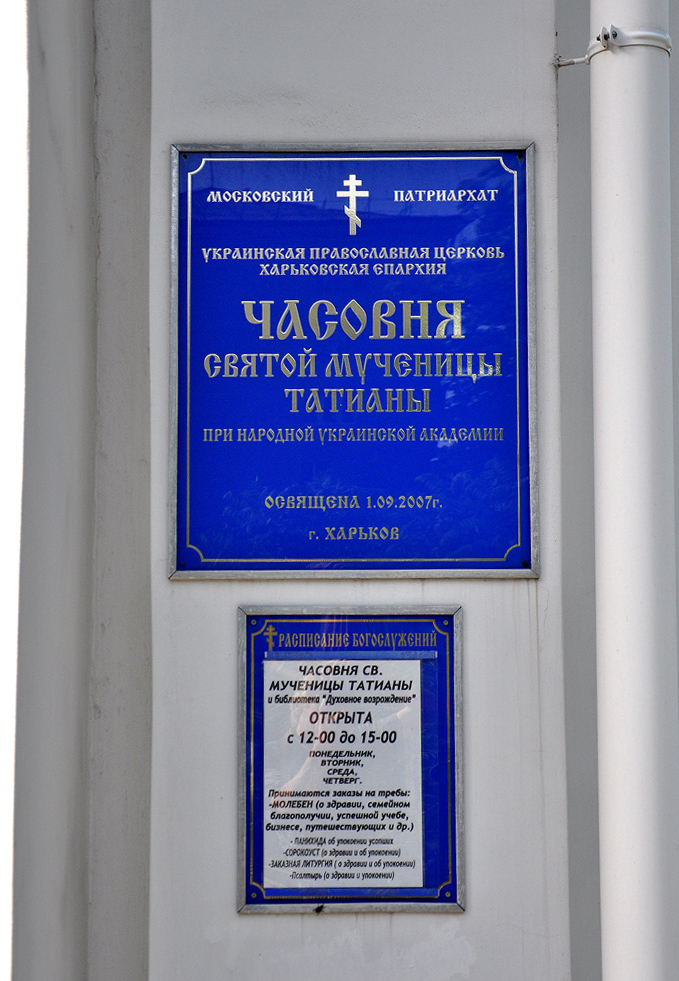 МОСКОВСКИЙ ПАТРИАРХАТ
УКРАИНСКАЯ ПРАВОСЛАВНАЯ ЦЕРКОВЬ
ХАРЬКОВСКАЯ ЕПАРХИЯ
ЧАСОВНЯ
СВЯТОЙ МУЧЕНИЦЫ
ТАТИАНЫ
ПРИ НАРОДНОЙ УКРАИНСКОЙ АКАДЕМИИ
ОСВЯЩЕНА 1.09.2007г.
г. ХАРЬКОВ
РАСПИСАНИЕ БОГОСЛУЖЕНИЙ
ЧАСОВНЯ СВ.
МУЧЕНИЦЫ ТАТИАНЫ
и библиотека "Духовное возрождение"
ОТКРЫТА
с 12-00 до 15-00
ПОНЕДЕЛЬНИК,
ВТОРНИК,
СРЕДА,
ЧЕТВЕРГ.
Принимаются заказы на требы:
-МОЛЕБЕН (о здравии, семейном
благополучии, успешной учебе,
бизнесе, путешествующих и др.)
- ПАНИХИДА об упокоении усопших
-СОРОКОУСТ (о здравии и об упокоении)
-ЗАКАЗНАЯ ЛИТУРГИЯ ( о здравии и об упокоении)
-Псалтырь (о здравии и упокоении)